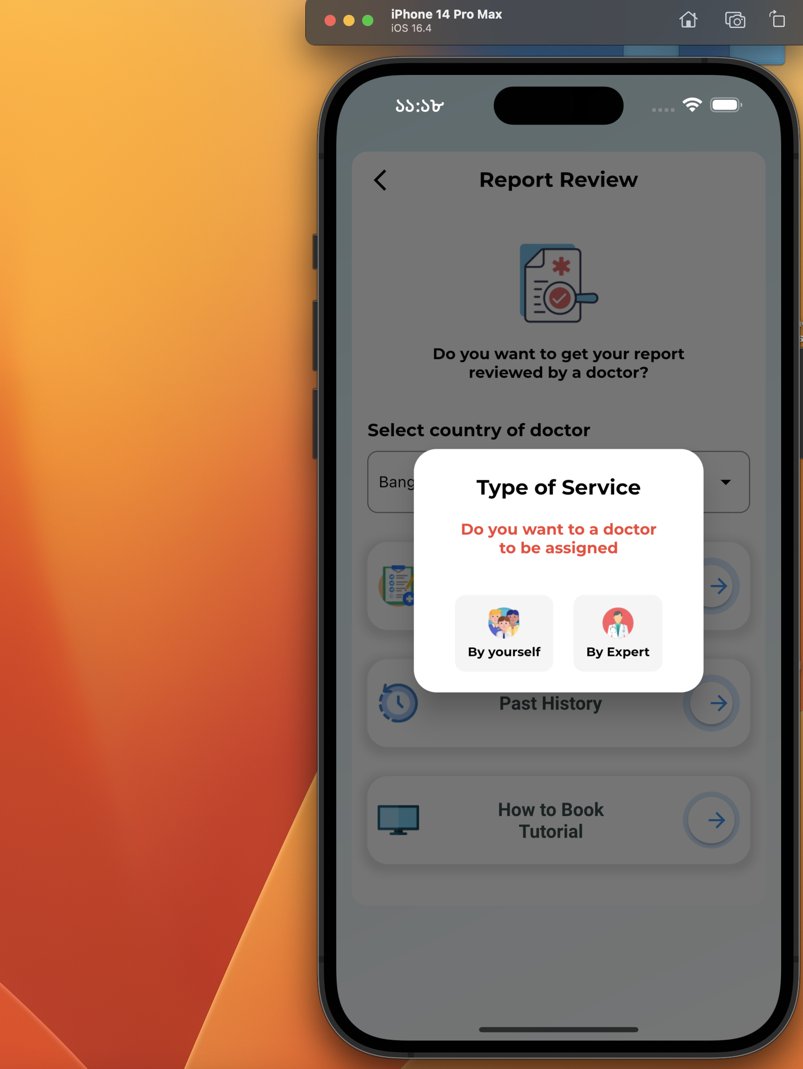 iPhone 14 Pro Max
iOS 16.4
১১:১৮
Report Review
Do you want to get your report
reviewed by a doctor?
Select country of doctor
Bang
Type of Service
Do you want to a doctor
to be assigned
By yourself
By Expert
Past History
How to Book
Tutorial